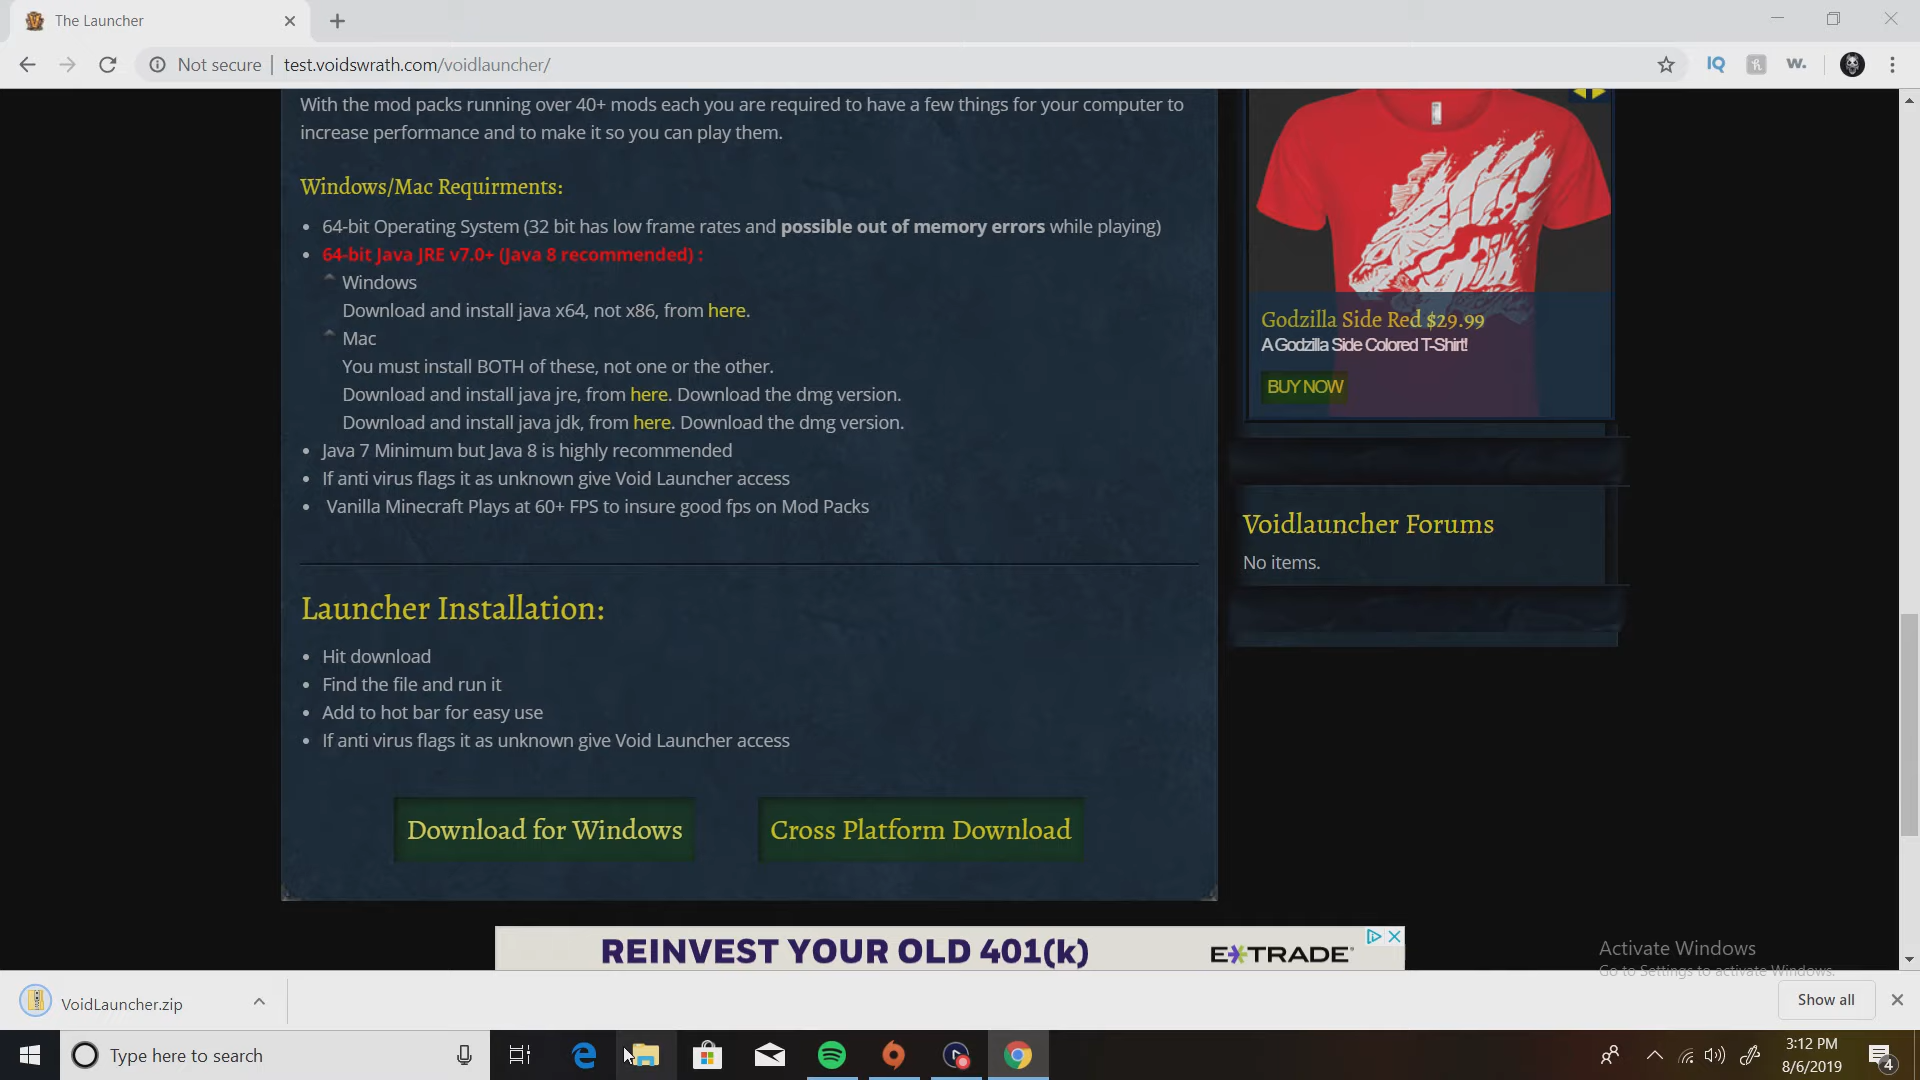 The Launcher
Not secure
test.voidswrath.com/voidlauncher/
IQ
w.
With the mod packs running over 40+ mods each you are required to have a few things for your computer to
increase performance and to make it so you can play them.
Windows/Mac Requirments:
64-bit Operating System (32 bit has low frame rates and possible out of memory errors while playing)
64-bit Java JRE v7.0+ (Java 8 recommended) :
Windows
Download and install java x64, not x86, from here.
Mac
You must install BOTH of these, not one or the other.
Download and install java jre, from here. Download the dmg version.
Download and install java jdk, from here. Download the dmg version.
Java 7 Minimum but Java 8 is highly recommended
If anti virus flags it as unknown give Void Launcher access
Vanilla Minecraft Plays at 60+ FPS to insure good fps on Mod Packs
Launcher Installation:
Hit download
Find the file and run it
Add to hot bar for easy use
If anti virus flags it as unknown give Void Launcher access
Download for Windows
Cross Platform Download
Godzilla Side Red $29.99
A Godzilla Side Colored T-Shirt!
BUY NOW
Voidlauncher Forums
No items.
REINVEST YOUR OLD 401(k)
E*TRADE
Activate Windows
Go to Settings to activate Windows.
VoidLauncher.zip
Show all
Type here to search
3:12 PM
8/6/2019
4